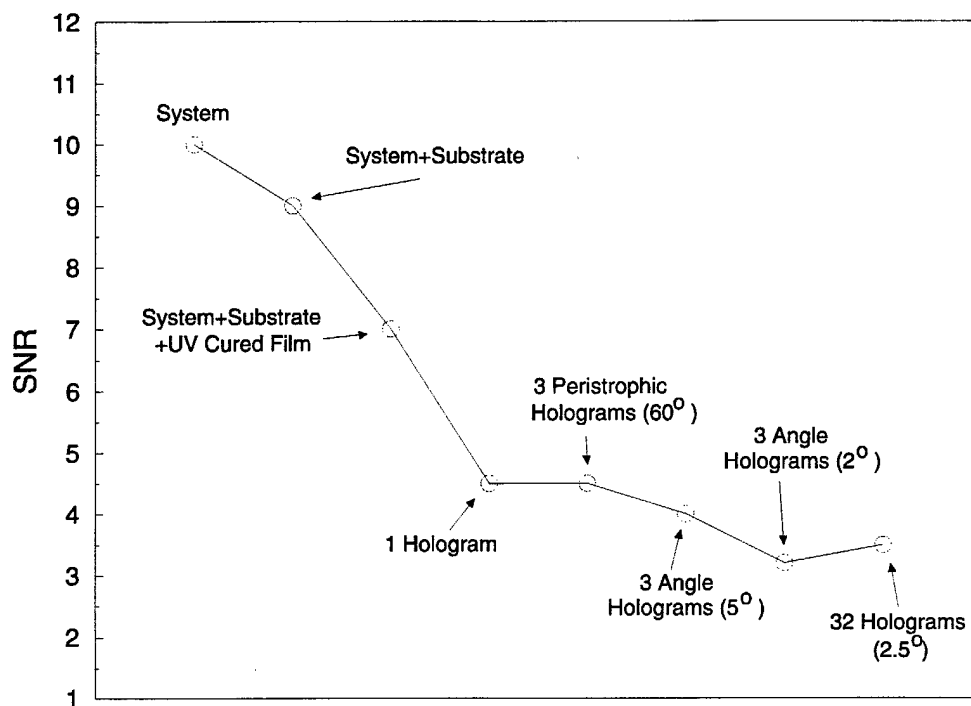 12
11
10
9
8
7
6
5
4
3
2
1
SNR
System
System+Substrate
System+Substrate
+UV Cured Film
1 Hologram
3 Peristrophic
Holograms (60°)
3 Angle
Holograms (5°)
3 Angle
Holograms (2°)
32 Holograms
(2.5°)